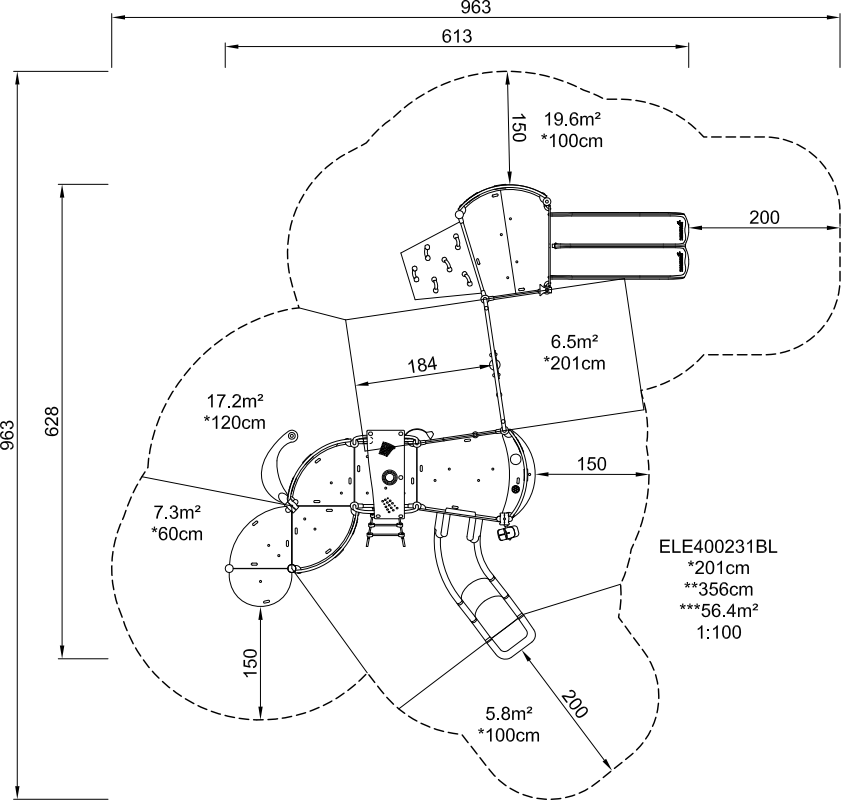 963
613
150
19.6m²
*100cm
200
963
628
6.5m²
*201cm
184
17.2m²
*120cm
150
7.3m²
*60cm
ELE400231BL
*201cm
**356cm
***56.4m²
1:100
150
200
5.8m²
*100cm